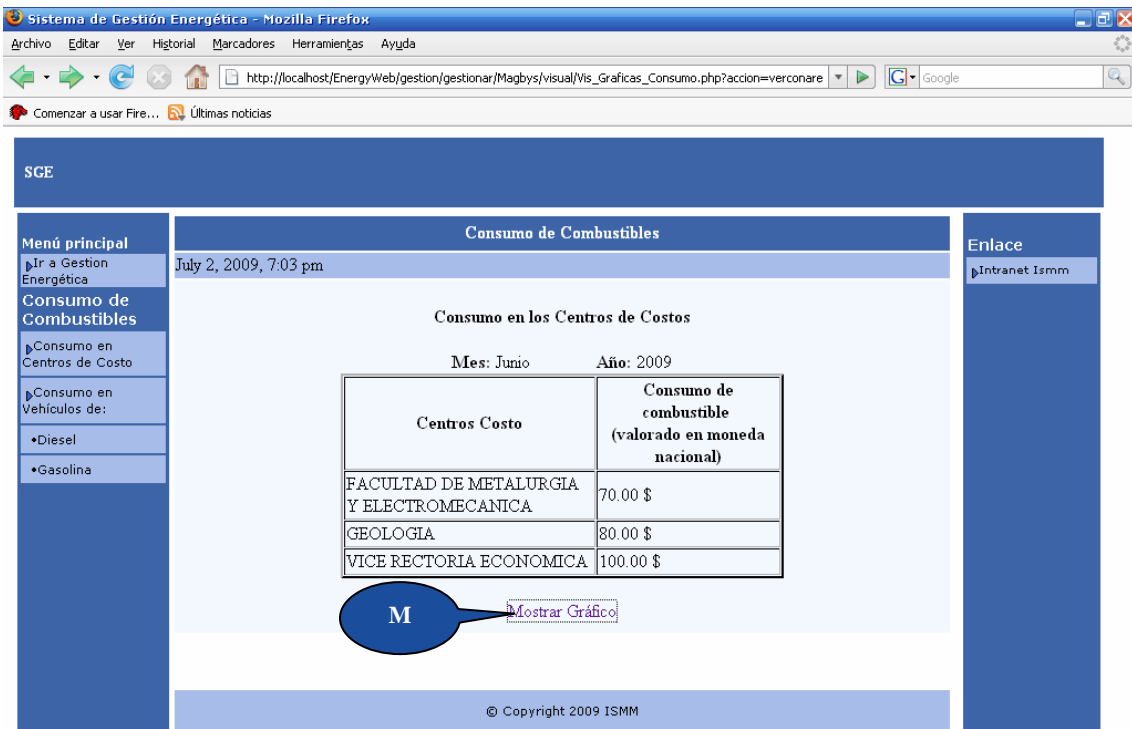 Sistema de Gestión Energética - Mozilla Firefox
Archivo Editar Ver Historial Marcadores Herramientas Ayuda
http://localhost/EnergyWeb/gestion/gestionar/Magbys/visual/Vis_Graficas_Consumo.php?accion=verconare
G Google
Comenzar a usar Fire... Últimas noticias
SGE
Menú principal
Ir a Gestion
Energética
Consumo de
Combustibles
Consumo en
Centros de Costo
Consumo en
Vehículos de:
•Diesel
•Gasolina
Consumo de Combustibles
July 2, 2009, 7:03 pm
Consumo en los Centros de Costos
Mes: Junio Año: 2009
Centros Costo
Consumo de
combustible
(valorado en moneda
nacional)
FACULTAD DE METALURGIA
Y ELECTROMECANICA
70.00 $
GEOLOGIA 80.00 $
VICE RECTORIA ECONOMICA 100.00 $
M
Mostrar Gráfico
Enlace
Intranet Ismm
© Copyright 2009 ISMM